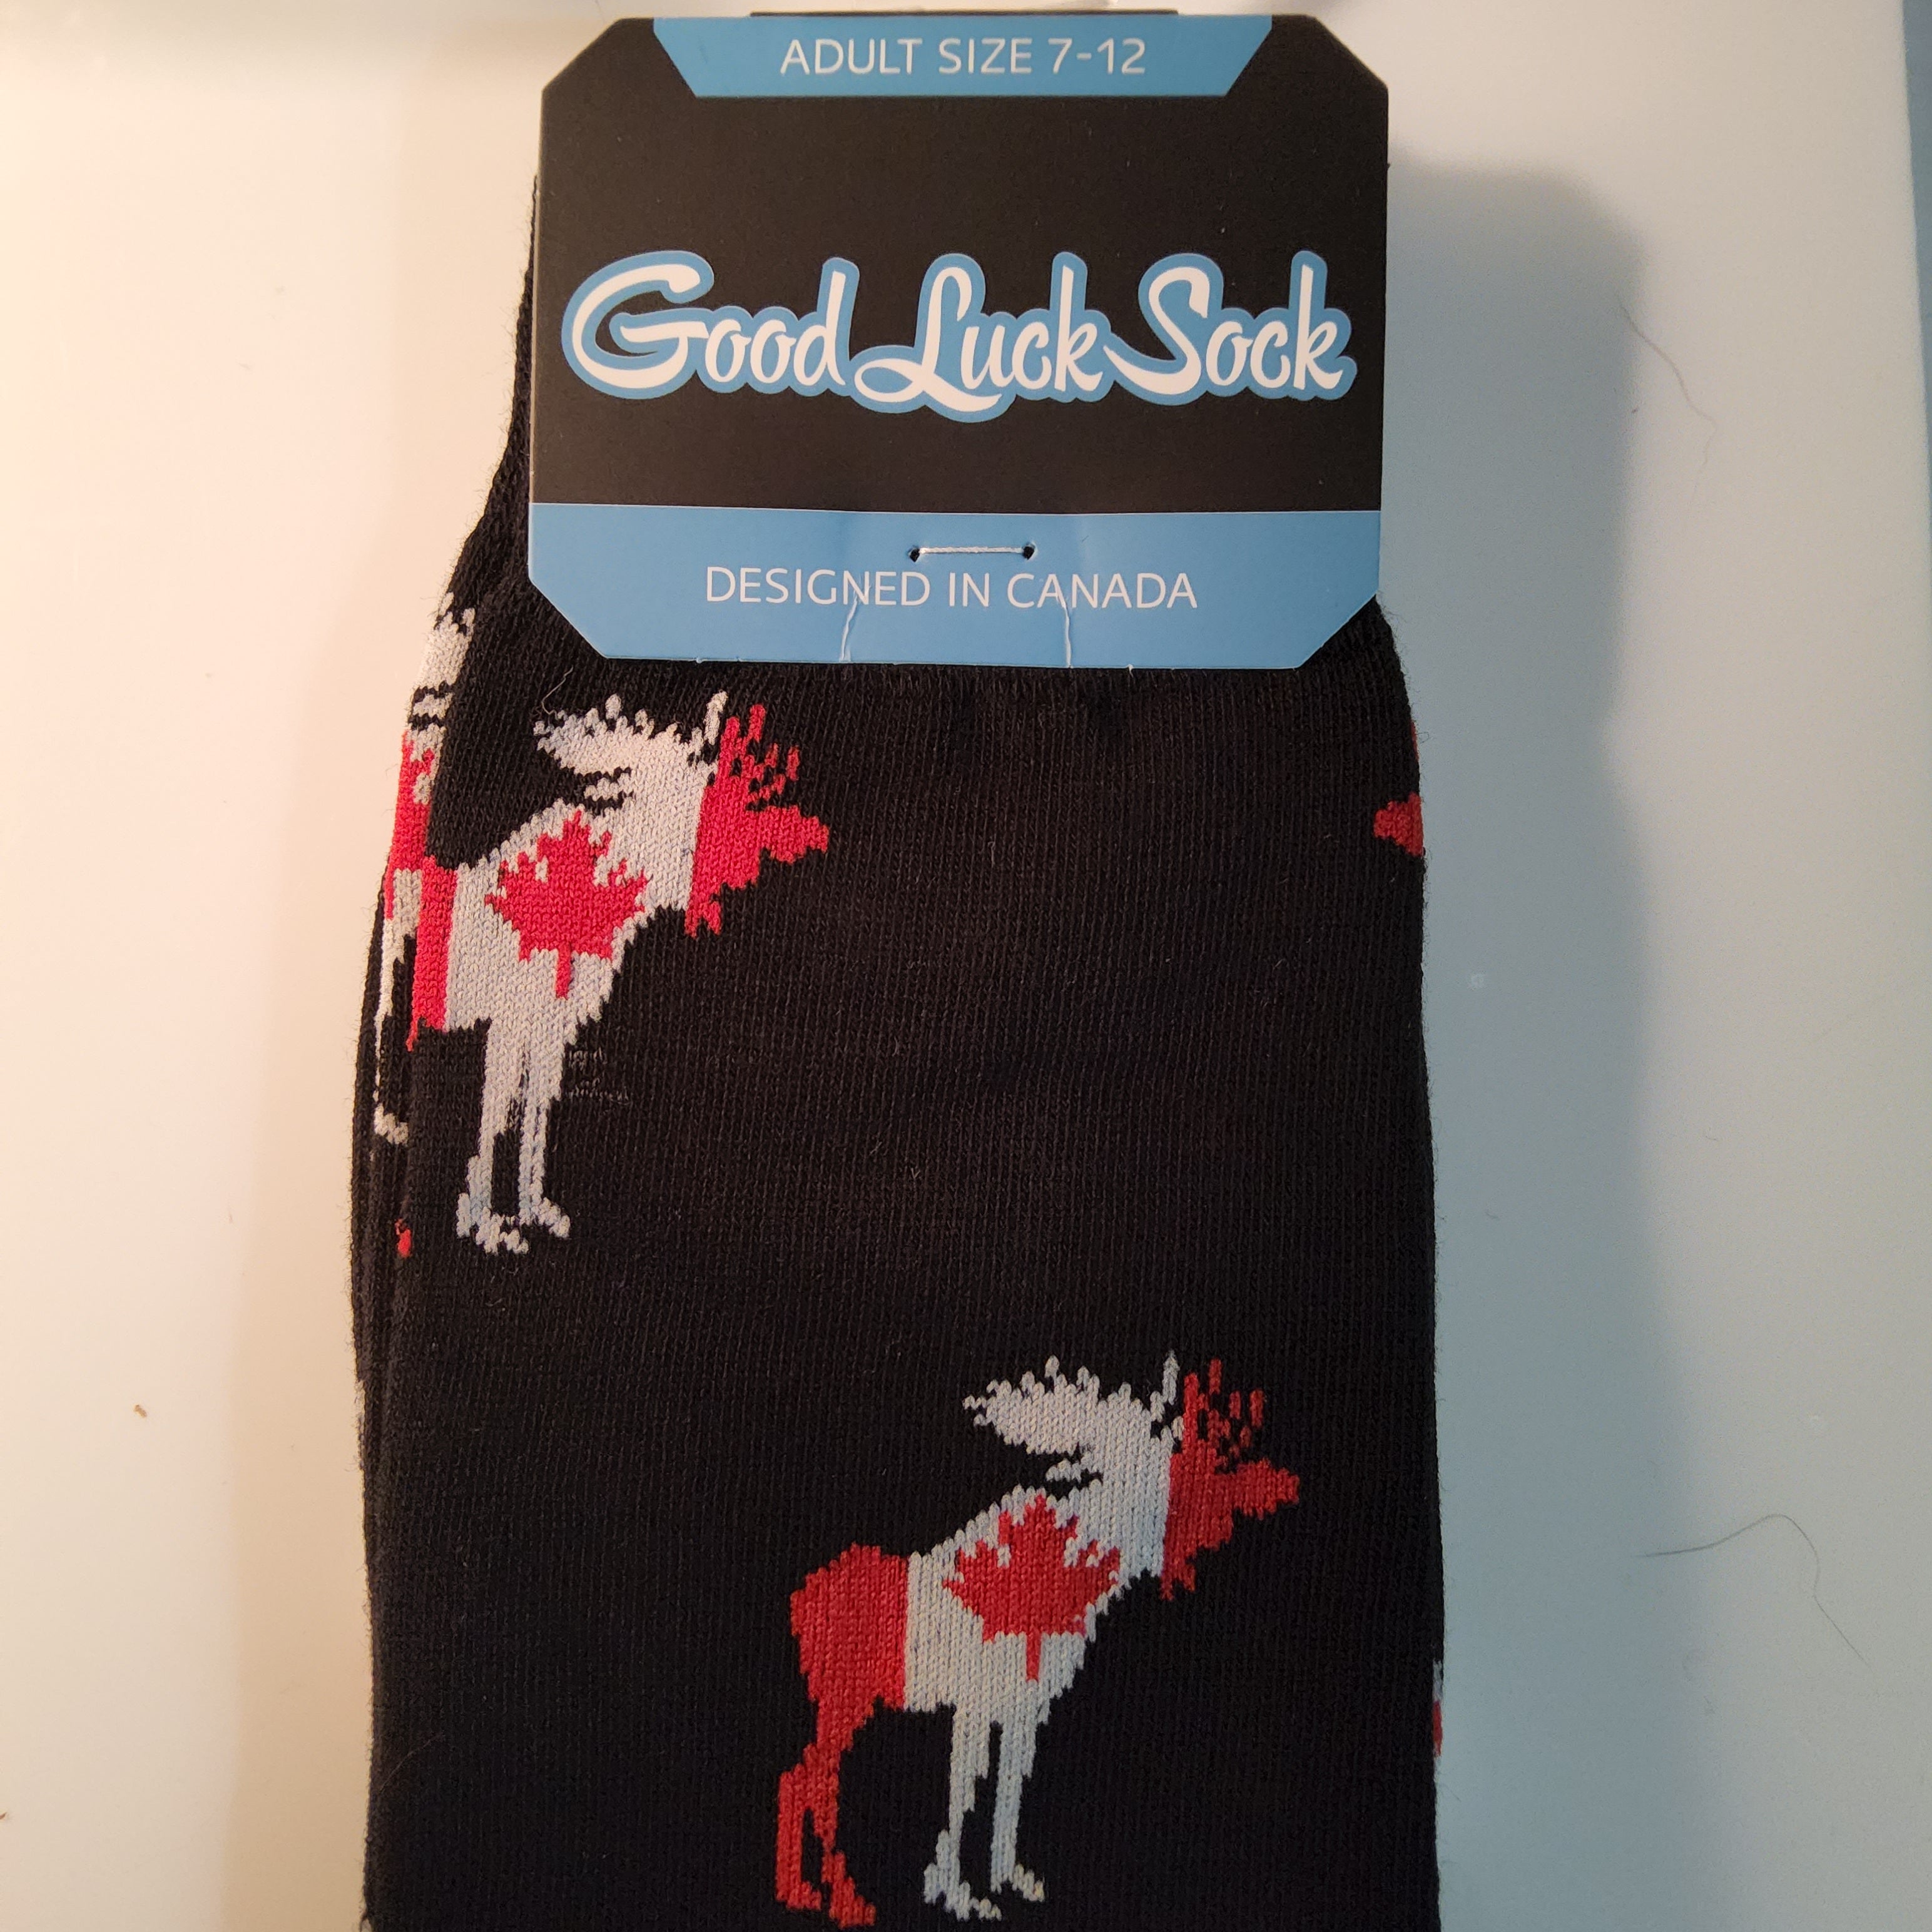 ADULT SIZE 7-12
Good Luck Sock
DESIGNED IN CANADA